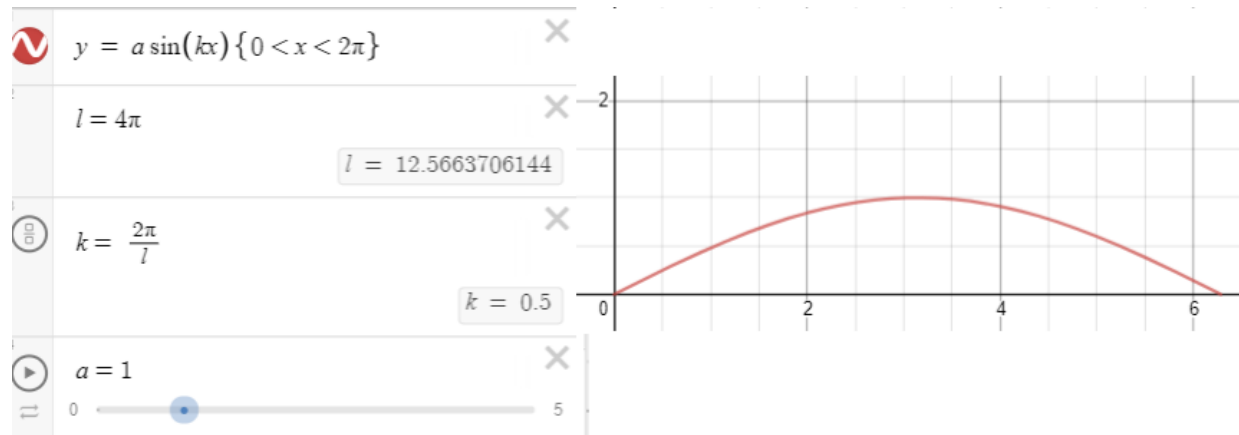 y = a sin(kx) {0 < x < 2π}
l = 4π
l = 12.5663706144
k = 2π/l
k = 0.5
a = 1
0 5
2
0 2 4 6